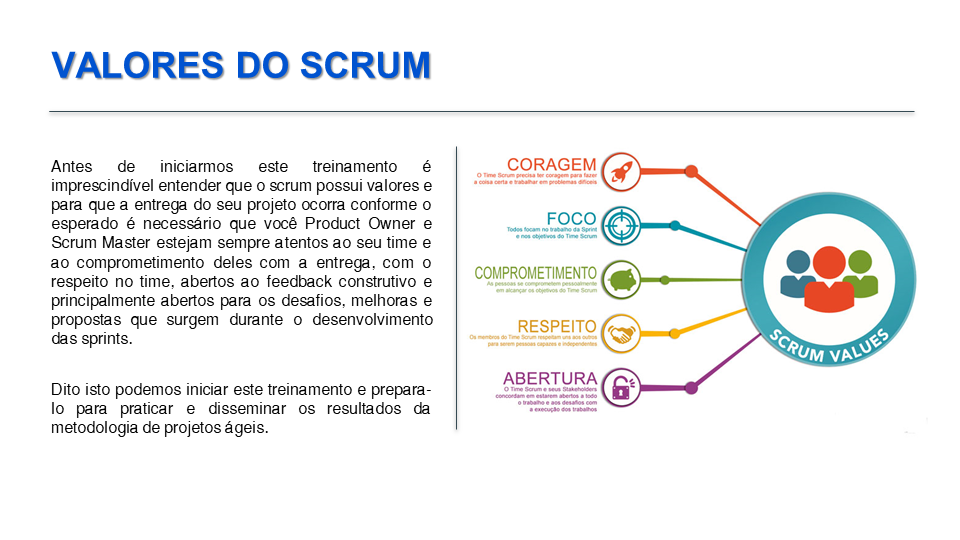 VALORES DO SCRUM
Antes de iniciarmos este treinamento é
imprescindível entender que o scrum possui valores e
para que a entrega do seu projeto ocorra conforme o
esperado é necessário que você Product Owner e
Scrum Master estejam sempre atentos ao seu time e
ao comprometimento deles com a entrega, com o
respeito no time, abertos ao feedback construtivo e
principalmente abertos para os desafios, melhoras e
propostas que surgem durante o desenvolvimento
das sprints.
Dito isto podemos iniciar este treinamento e prepara-
lo para praticar e disseminar os resultados da
metodologia de projetos ágeis.
CORAGEM
O Time Scrum precisa ter coragem para fazer
a coisa certa e trabalhar em problemas difíceis
FOCO
Todos focam no trabalho da Sprint
e nos objetivos do Time Scrum
COMPROMETIMENTO
As pessoas se comprometem pessoalmente
em alcançar os objetivos do Time Scrum
RESPEITO
Os membros do Time Scrum respeitam uns aos outros
para serem pessoas capazes e independentes
ABERTURA
O Time Scrum e seus Stakeholders
concordam em estarem abertos a todo
o trabalho e aos desafios com
a execução dos trabalhos
SCRUM VALUES